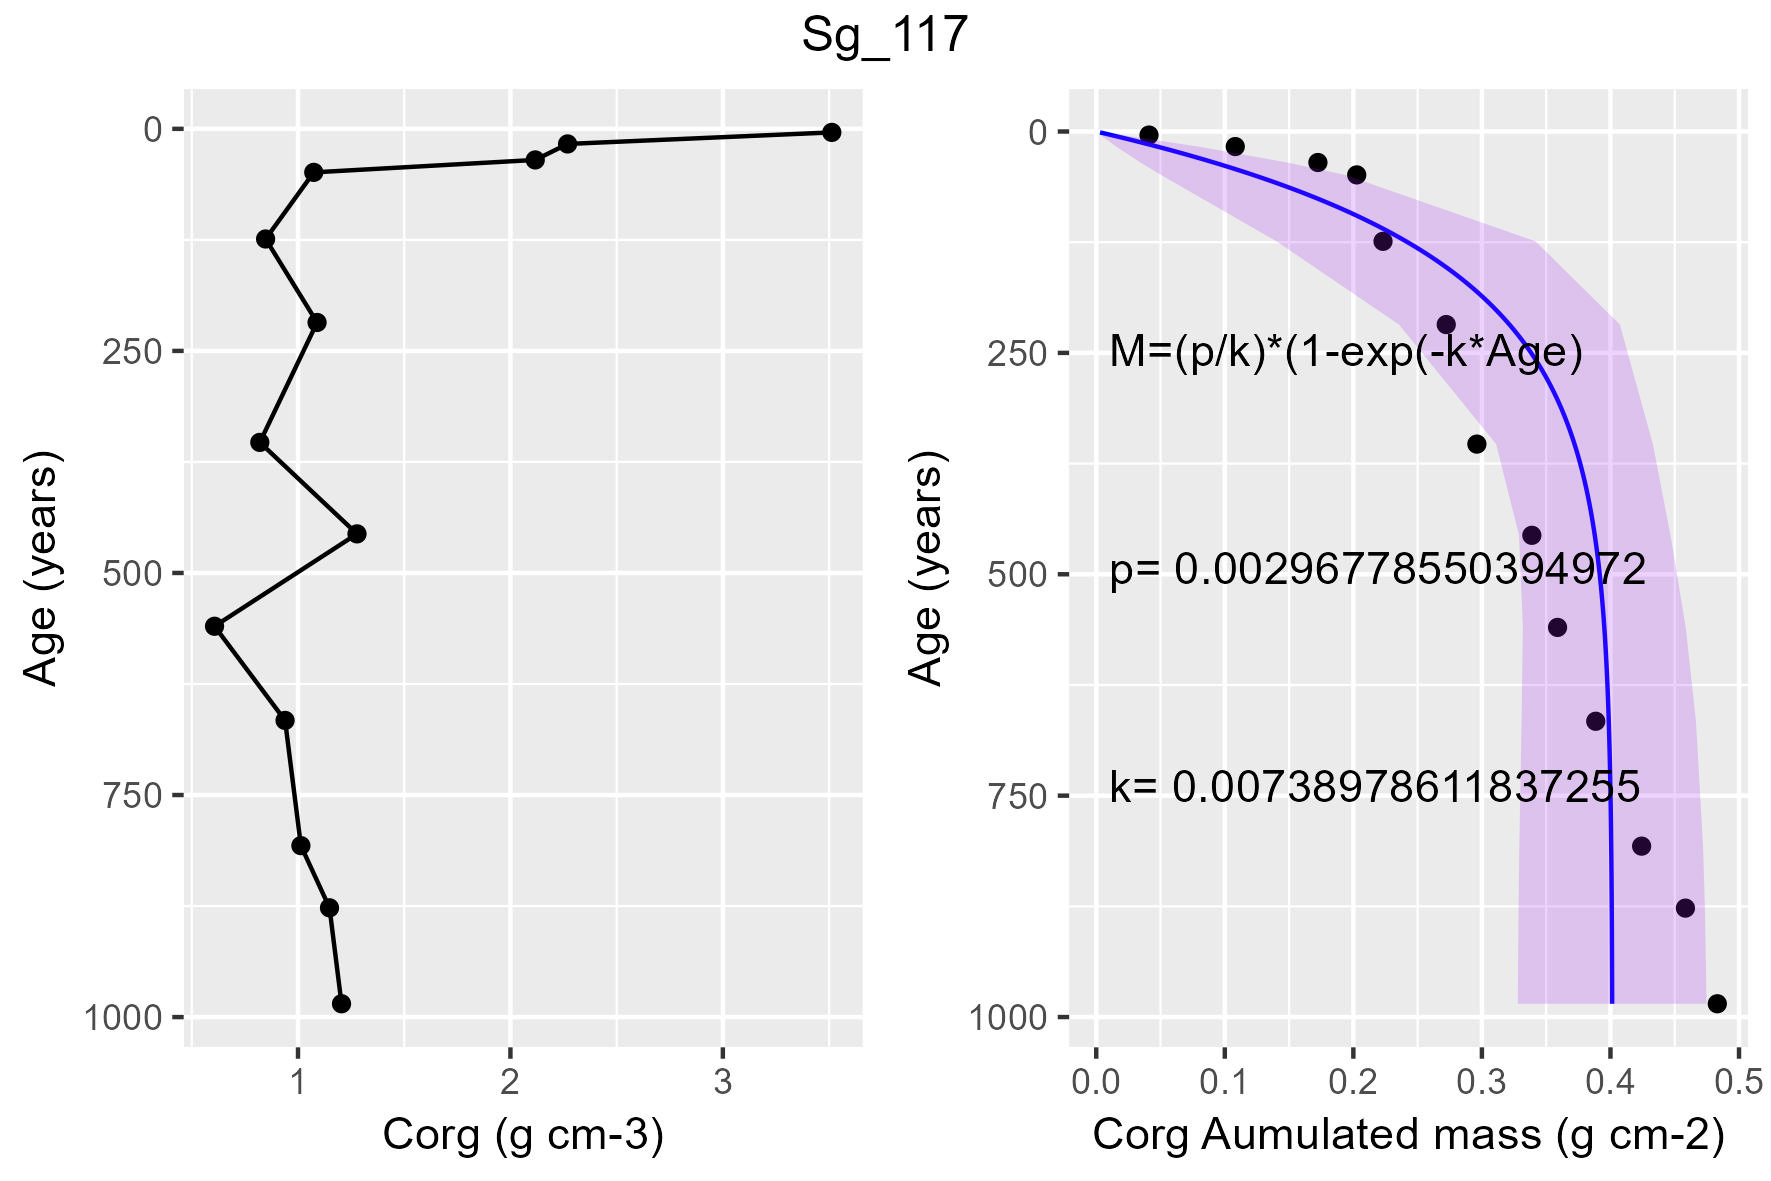 Sg_117
0
250
500
750
1000
Age (years)
1
2
3
Corg (g cm-3)
0
250
500
750
1000
Age (years)
M=(p/k)*(1-exp(-k*Age)
p= 0.00296778550394972
k= 0.00738978611837255
0.0
0.1
0.2
0.3
0.4
0.5
Corg Aumulated mass (g cm-2)